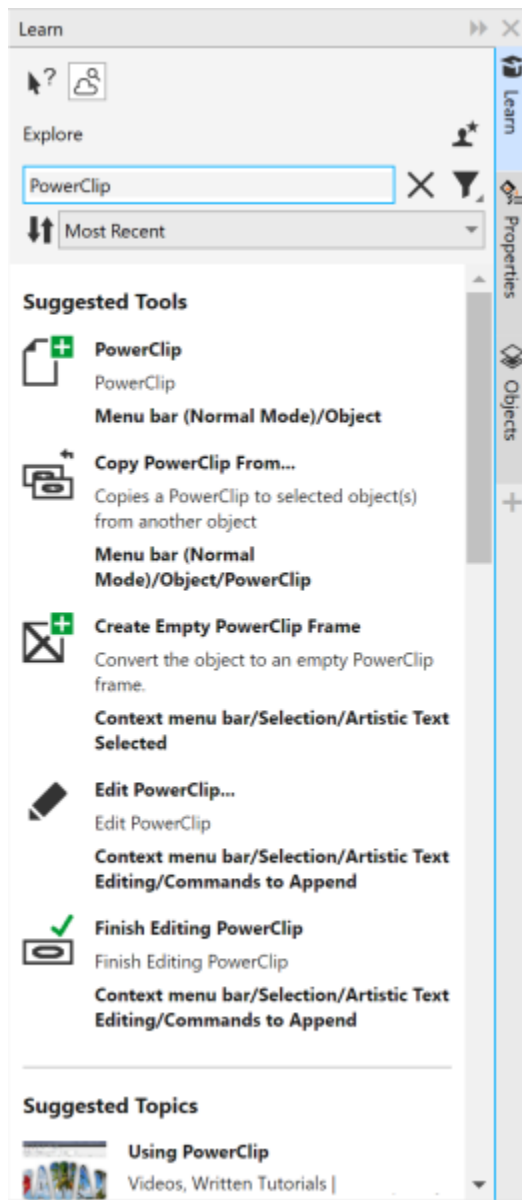 Learn
?
Explore
PowerClip
Most Recent
Suggested Tools
PowerClip
PowerClip
Menu bar (Normal Mode)/Object
Copy PowerClip From...
Copies a PowerClip to selected object(s)
from another object
Menu bar (Normal
Mode)/Object/PowerClip
Create Empty PowerClip Frame
Convert the object to an empty PowerClip
frame.
Context menu bar/Selection/Artistic Text
Selected
Edit PowerClip...
Edit PowerClip
Context menu bar/Selection/Artistic Text
Editing/Commands to Append
Finish Editing PowerClip
Finish Editing PowerClip
Context menu bar/Selection/Artistic Text
Editing/Commands to Append
Suggested Topics
Using PowerClip
Videos, Written Tutorials |
Learn
Properties
Objects